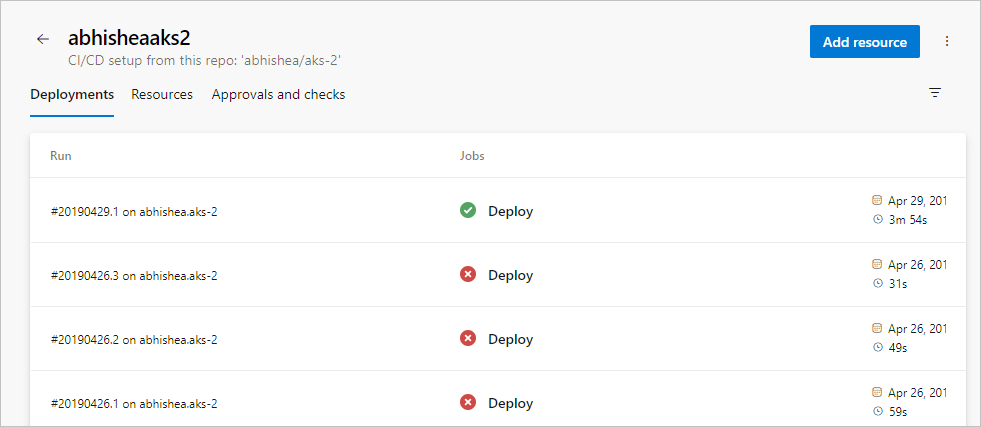 abhisheaaks2
CI/CD setup from this repo: 'abhishea/aks-2'
Add resource
Deployments Resources Approvals and checks
Run Jobs
#20190429.1 on abhishea.aks-2 Deploy Apr 29, 201
3m 54s
#20190426.3 on abhishea.aks-2 Deploy Apr 26, 201
31s
#20190426.2 on abhishea.aks-2 Deploy Apr 26, 201
49s
#20190426.1 on abhishea.aks-2 Deploy Apr 26, 201
59s